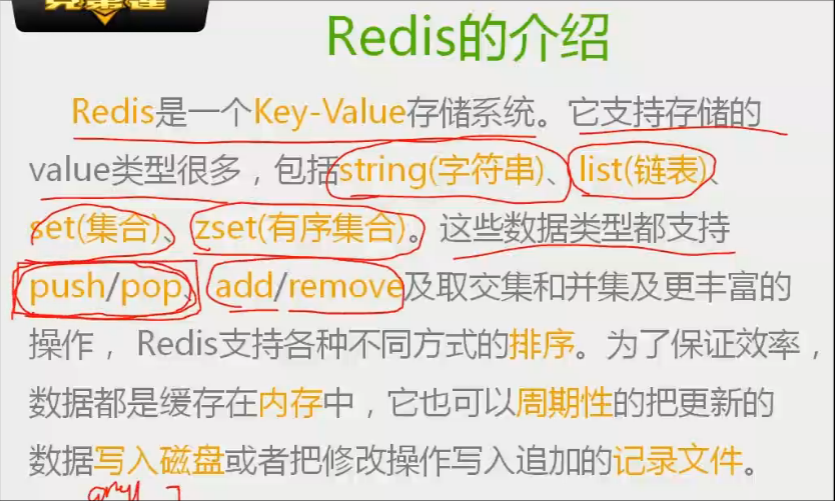 Redis的介绍
Redis是一个Key-Value存储系统。它支持存储的
value类型很多，包括string(字符串)、list(链表)、
set(集合)、zset(有序集合)。这些数据类型都支持
push/pop、add/remove及取交集和并集及更丰富的
操作，Redis支持各种不同方式的排序。为了保证效率，
数据都是缓存在内存中，它也可以周期性的把更新的
数据写入磁盘或者把修改操作写入追加的记录文件。